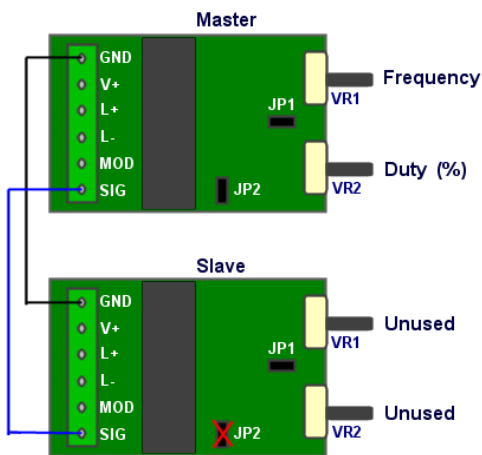 Master
GND
V+
L+
L-
MOD
SIG
JP1
JP2
VR1
Frequency
VR2
Duty (%)
Slave
GND
V+
L+
L-
MOD
SIG
JP1
JP2
VR1
Unused
VR2
Unused